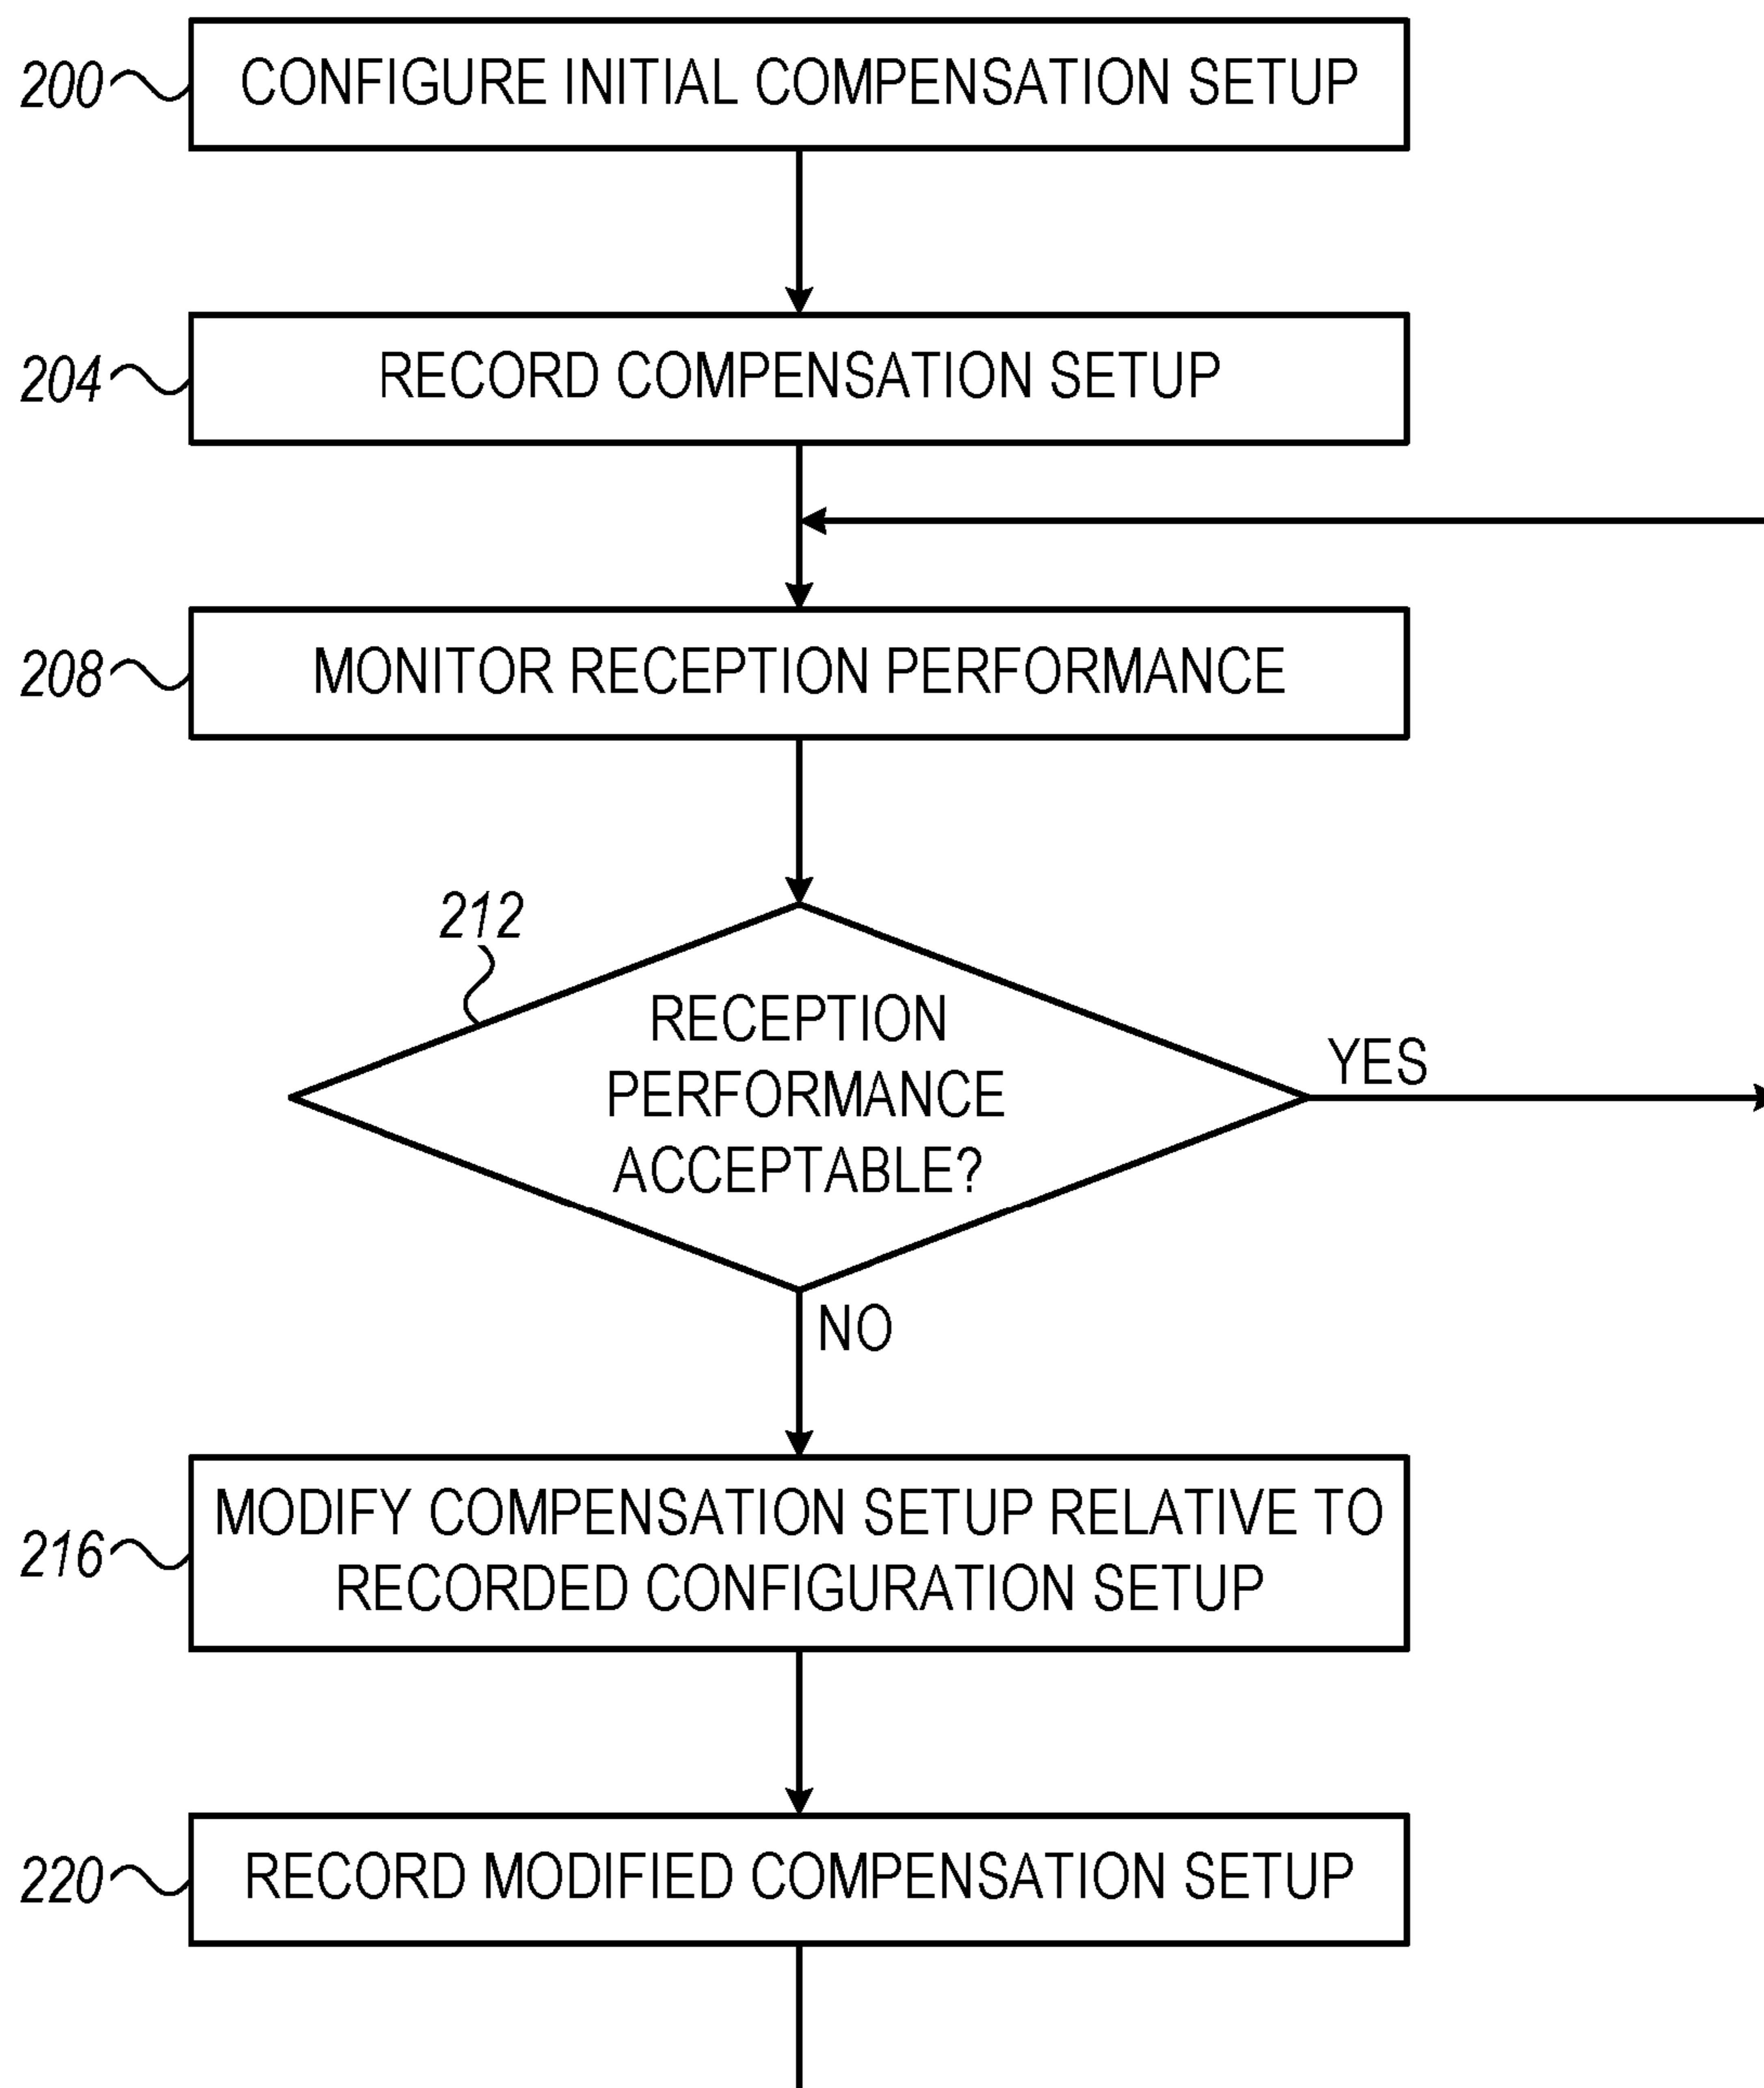 200
CONFIGURE INITIAL COMPENSATION SETUP
204
RECORD COMPENSATION SETUP
208
MONITOR RECEPTION PERFORMANCE
212
RECEPTION
PERFORMANCE
ACCEPTABLE?
YES
NO
216
MODIFY COMPENSATION SETUP RELATIVE TO
RECORDED CONFIGURATION SETUP
220
RECORD MODIFIED COMPENSATION SETUP